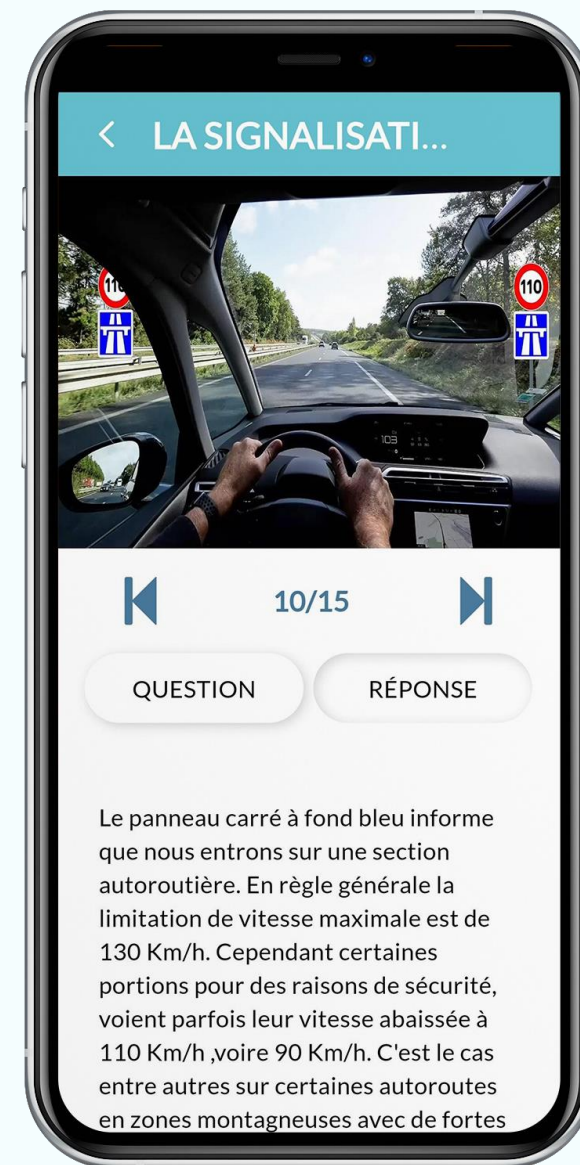 LA SIGNALISATI...
110
110
103
10/15
QUESTION
RÉPONSE
Le panneau carré à fond bleu informe
que nous entrons sur une section
autoroutière. En règle générale la
limitation de vitesse maximale est de
130 Km/h. Cependant certaines
portions pour des raisons de sécurité,
voient parfois leur vitesse abaissée à
110 Km/h ,voire 90 Km/h. C'est le cas
entre autres sur certaines autoroutes
en zones montagneuses avec de fortes